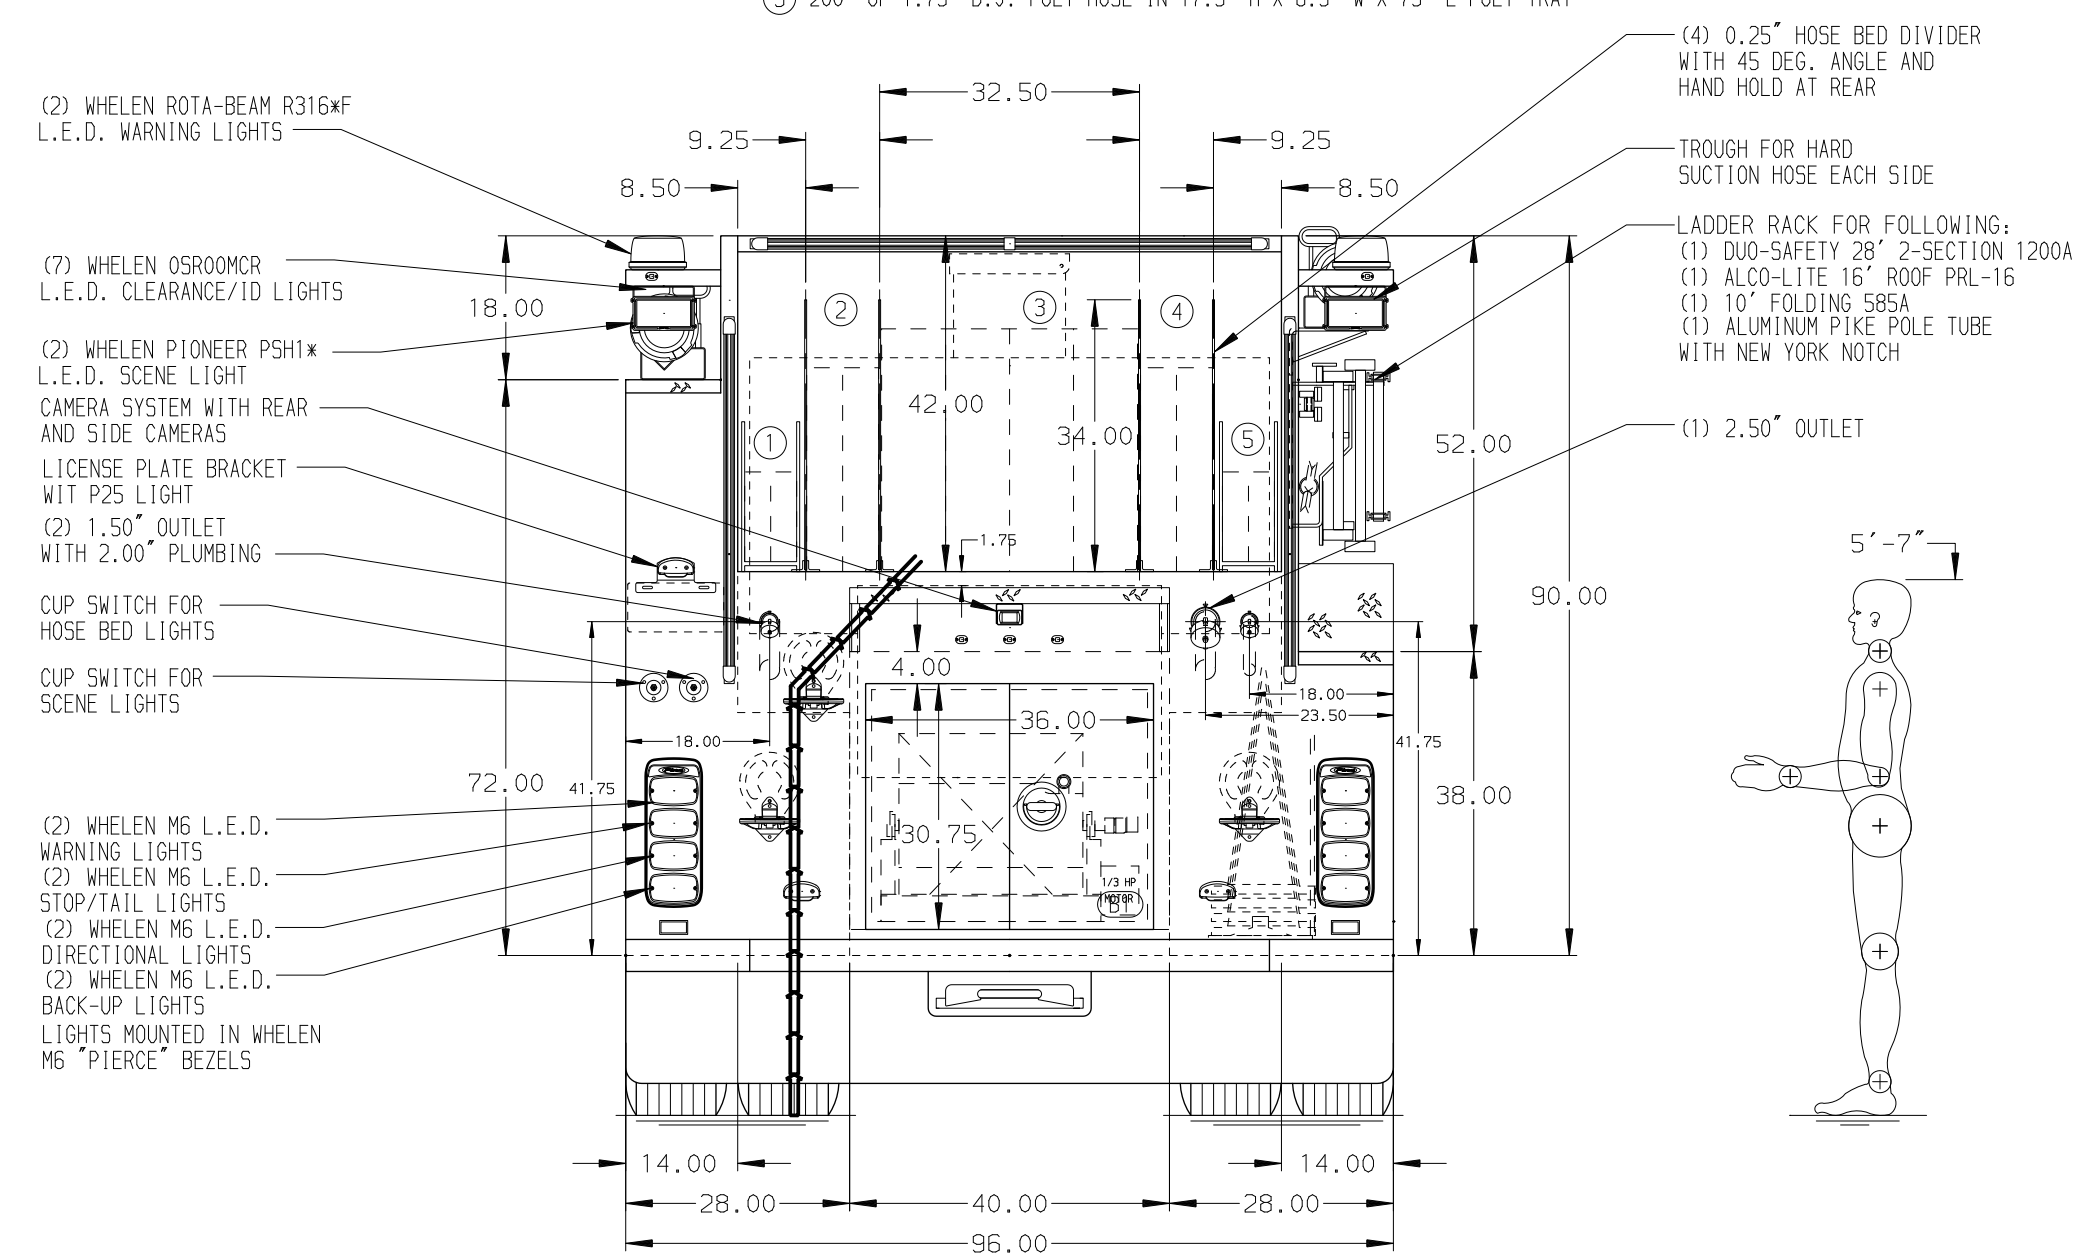 5 200' OF 1.75" D.J. POLY HOSE IN 17.5" H X 8.5" W X 75" L POLY TRAY
(2) WHELEN ROTA-BEAM R316*F
L.E.D. WARNING LIGHTS
(7) WHELEN OSROOMCR
L.E.D. CLEARANCE/ID LIGHTS
(2) WHELEN PIONEER PSH1*
L.E.D. SCENE LIGHT
CAMERA SYSTEM WITH REAR
AND SIDE CAMERAS
LICENSE PLATE BRACKET
WIT P25 LIGHT
(2) 1.50" OUTLET
WITH 2.00" PLUMBING
CUP SWITCH FOR
HOSE BED LIGHTS
CUP SWITCH FOR
SCENE LIGHTS
(2) WHELEN M6 L.E.D.
WARNING LIGHTS
(2) WHELEN M6 L.E.D.
STOP/TAIL LIGHTS
(2) WHELEN M6 L.E.D.
DIRECTIONAL LIGHTS
(2) WHELEN M6 L.E.D.
BACK-UP LIGHTS
LIGHTS MOUNTED IN WHELEN
M6 "PIERCE" BEZELS
32.50
9.25
9.25
8.50
8.50
18.00
2
3
4
42.00
34.00
1
5
52.00
1.75
90.00
4.00
18.00
36.00
23.50
18.00
41.75
72.00
41.75
38.00
30.75
1/3 HP
MOTOR
B1
14.00
14.00
28.00
40.00
28.00
96.00
(4) 0.25" HOSE BED DIVIDER
WITH 45 DEG. ANGLE AND
HAND HOLD AT REAR
TROUGH FOR HARD
SUCTION HOSE EACH SIDE
LADDER RACK FOR FOLLOWING:
(1) DUO-SAFETY 28' 2-SECTION 1200A
(1) ALCO-LITE 16' ROOF PRL-16
(1) 10' FOLDING 585A
(1) ALUMINUM PIKE POLE TUBE
WITH NEW YORK NOTCH
(1) 2.50" OUTLET
5'-7"